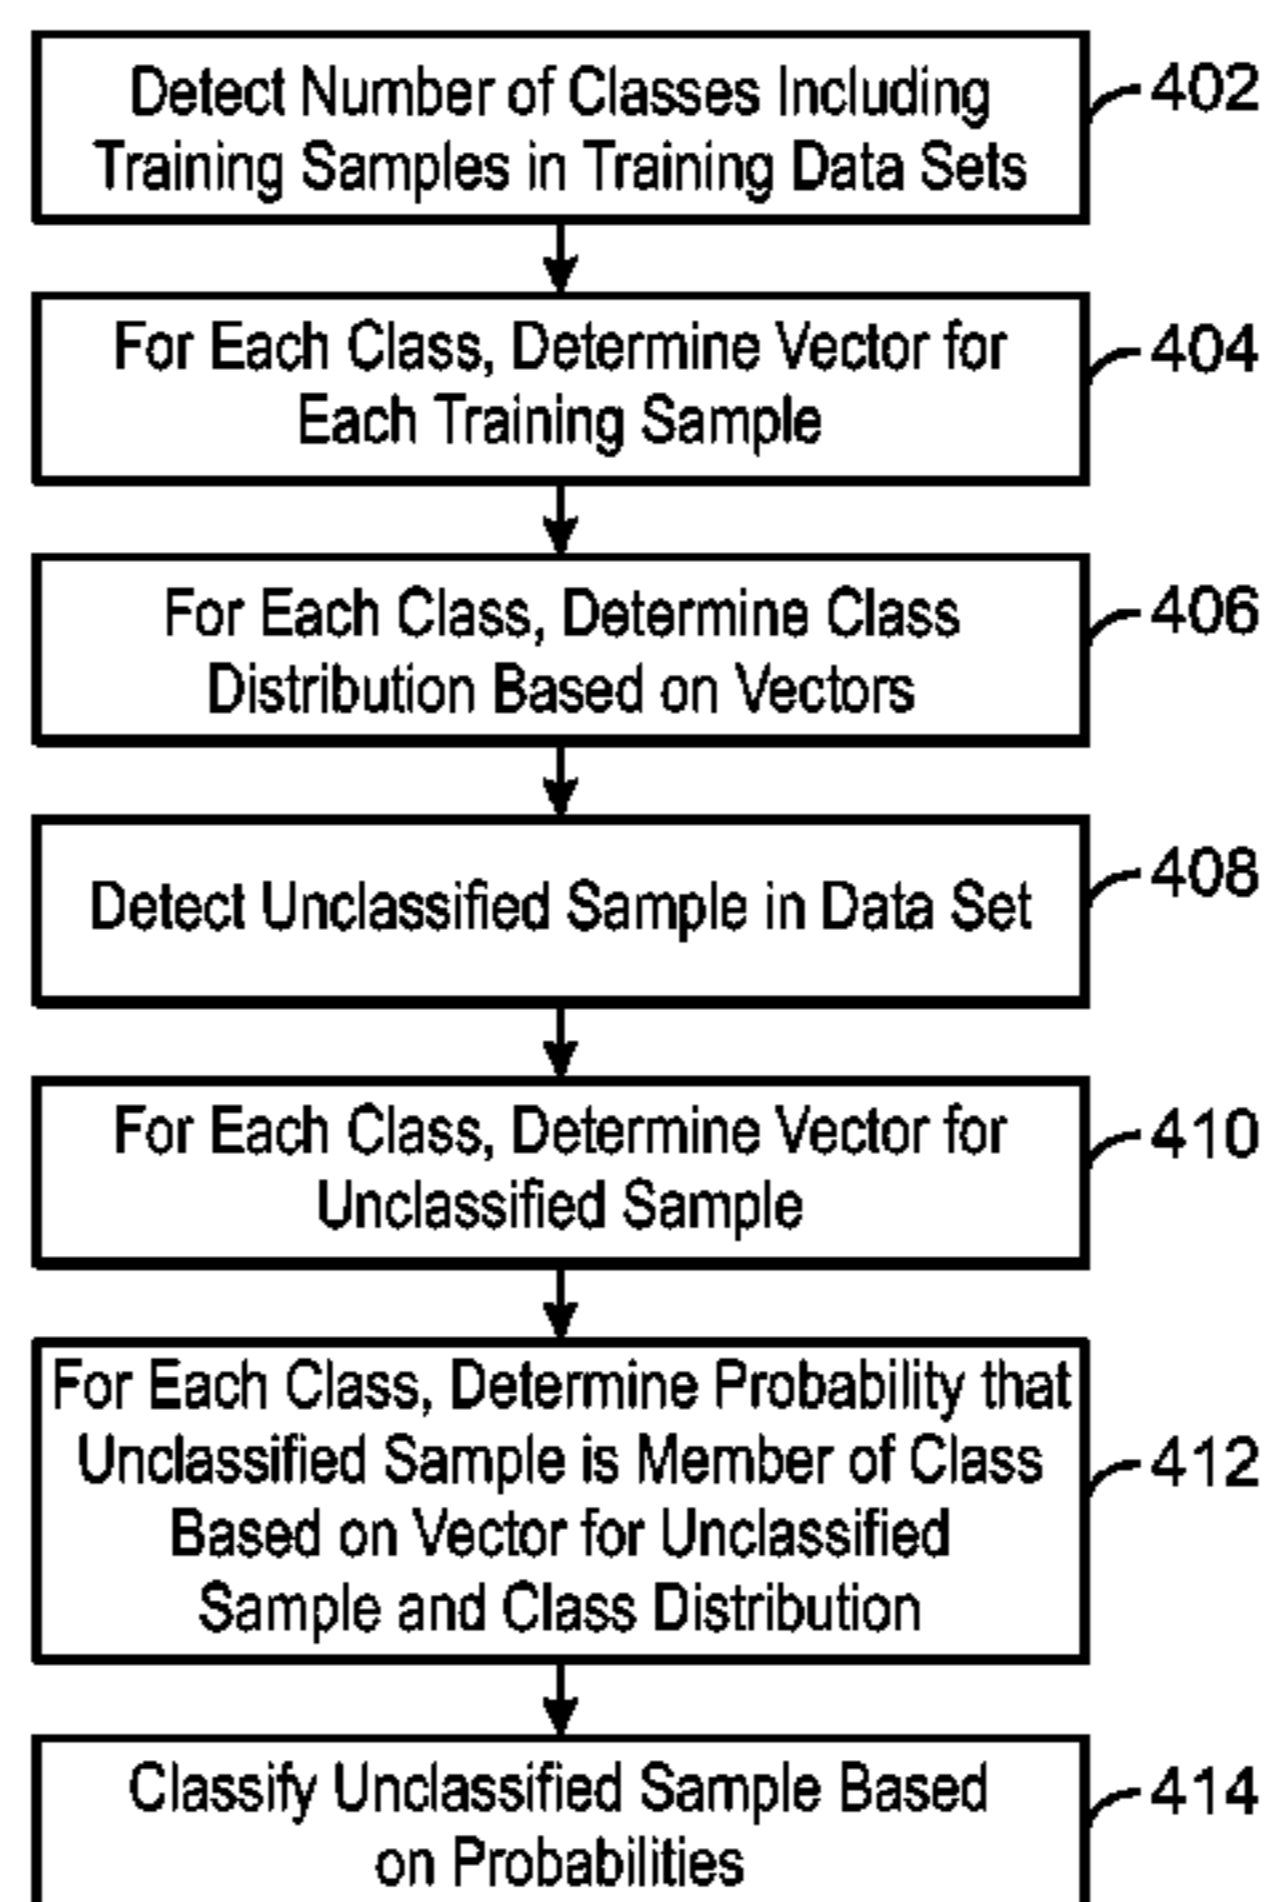 Detect Number of Classes Including
Training Samples in Training Data Sets
402
For Each Class, Determine Vector for
Each Training Sample
404
For Each Class, Determine Class
Distribution Based on Vectors
406
Detect Unclassified Sample in Data Set
408
For Each Class, Determine Vector for
Unclassified Sample
410
For Each Class, Determine Probability that
Unclassified Sample is Member of Class
Based on Vector for Unclassified
Sample and Class Distribution
412
Classify Unclassified Sample Based
on Probabilities
414